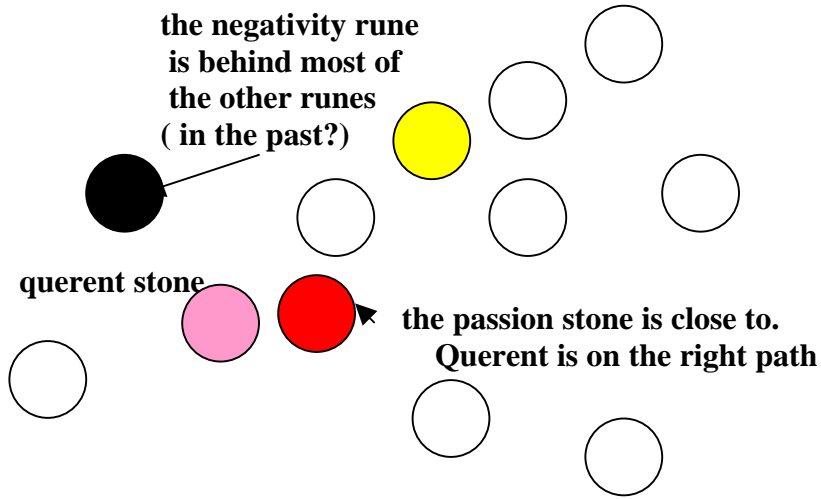 the negativity rune
is behind most of
the other runes
( in the past?)
querent stone
the passion stone is close to.
Querent is on the right path